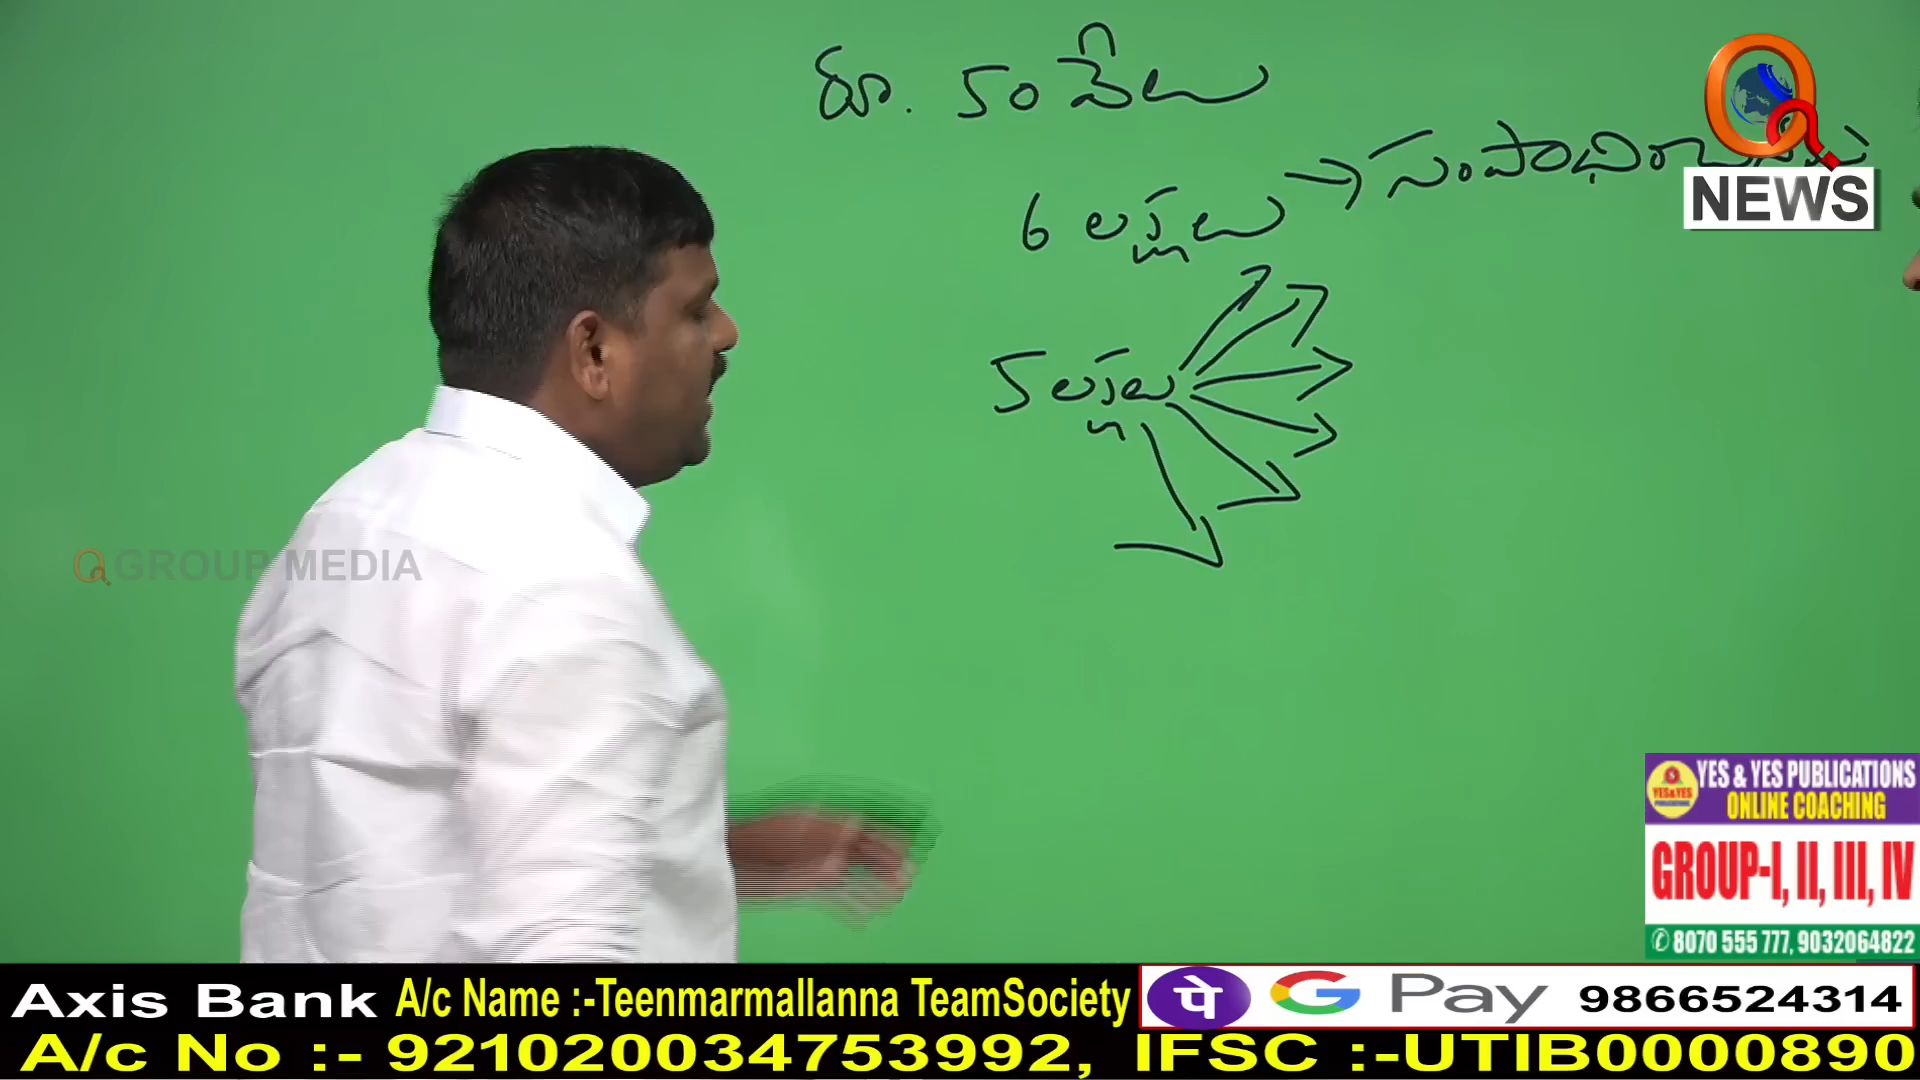 రూ. 50 వేలు
6 లక్షలు →
5 లక్షలు
Q
NEWS
Q GROUP MEDIA
YES & YES PUBLICATIONS
ONLINE COACHING
GROUP-I, II, III, IV
8070 555 777, 9032064822
Axis Bank A/c Name :-Teenmarmallanna TeamSociety
पे G Pay 9866524314
A/c No :- 921020034753992, IFSC :-UTIB0000890